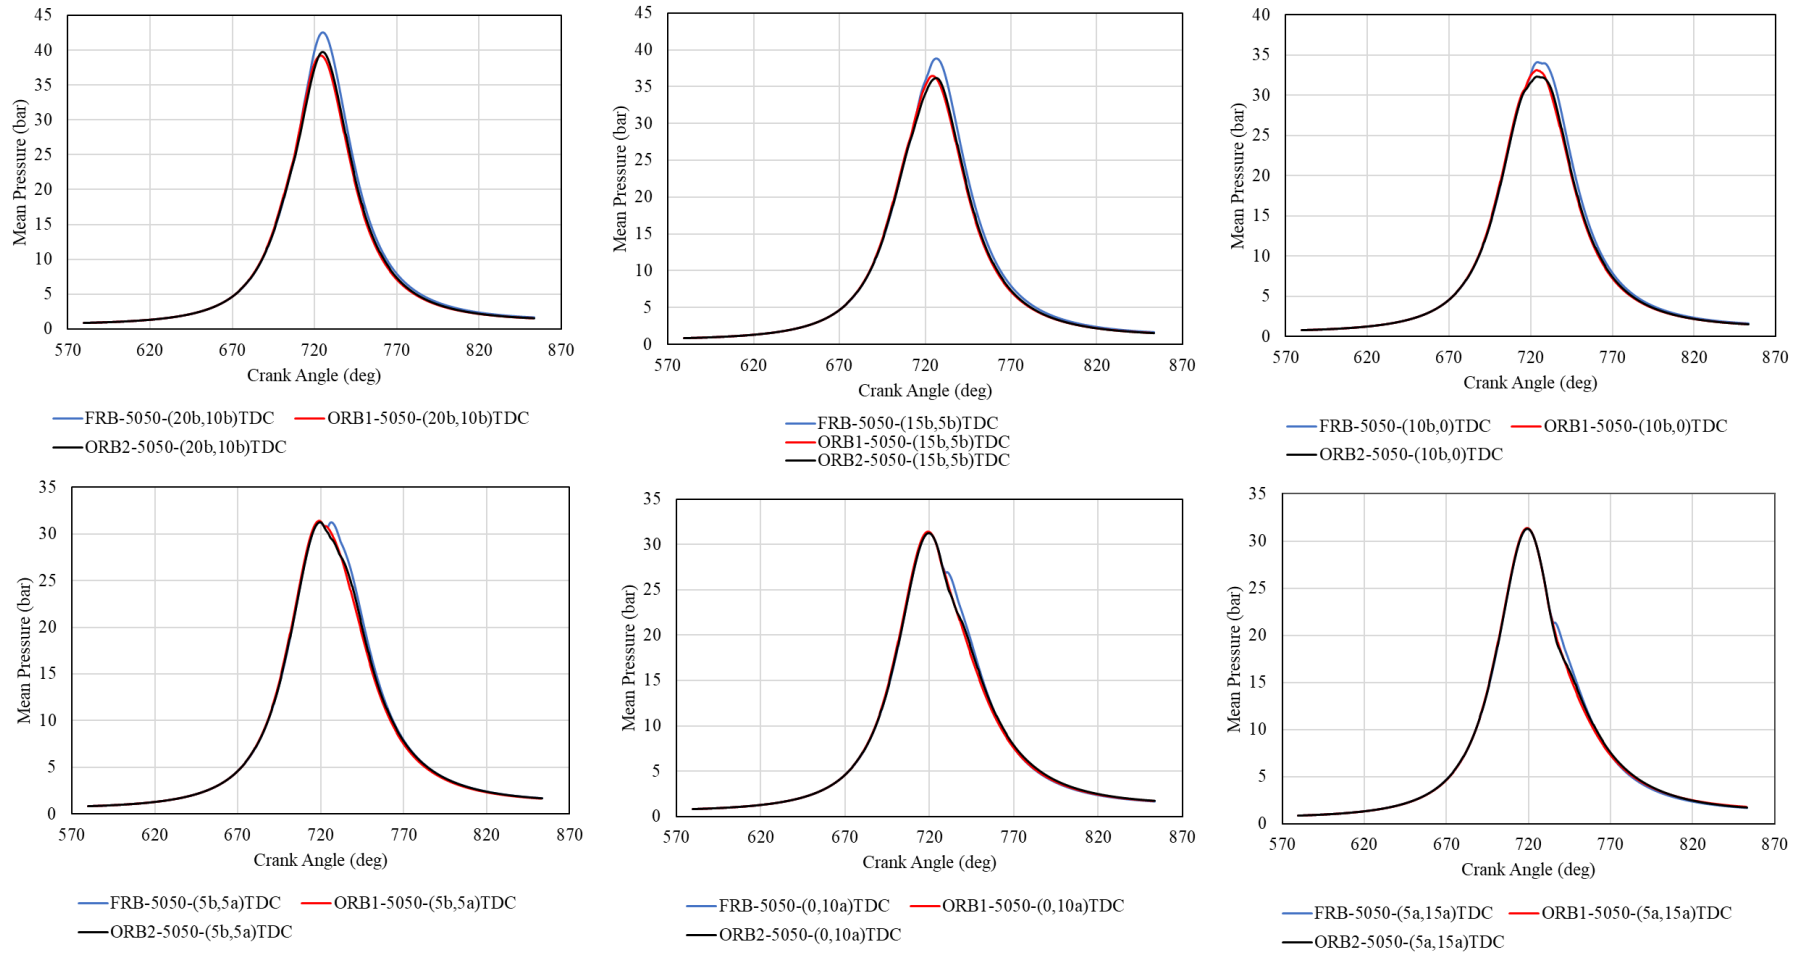 45
40
35
30
25
20
15
10
5
0
Mean Pressure (bar)
570 620 670 720 770 820 870
Crank Angle (deg)
FRB-5050-(20b,10b)TDC ORB1-5050-(20b,10b)TDC
ORB2-5050-(20b,10b)TDC
45
40
35
30
25
20
15
10
5
0
Mean Pressure (bar)
570 620 670 720 770 820 870
Crank Angle (deg)
FRB-5050-(15b,5b)TDC
ORB1-5050-(15b,5b)TDC
ORB2-5050-(15b,5b)TDC
40
35
30
25
20
15
10
5
0
Mean Pressure (bar)
570 620 670 720 770 820 870
Crank Angle (deg)
FRB-5050-(10b,0)TDC ORB1-5050-(10b,0)TDC
ORB2-5050-(10b,0)TDC
35
30
25
20
15
10
5
0
Mean Pressure (bar)
570 620 670 720 770 820 870
Crank Angle (deg)
FRB-5050-(5b,5a)TDC ORB1-5050-(5b,5a)TDC
ORB2-5050-(5b,5a)TDC
35
30
25
20
15
10
5
0
Mean Pressure (bar)
570 620 670 720 770 820 870
Crank Angle (deg)
FRB-5050-(0,10a)TDC ORB1-5050-(0,10a)TDC
ORB2-5050-(0,10a)TDC
35
30
25
20
15
10
5
0
Mean Pressure (bar)
570 620 670 720 770 820 870
Crank Angle (deg)
FRB-5050-(5a,15a)TDC ORB1-5050-(5a,15a)TDC
ORB2-5050-(5a,15a)TDC